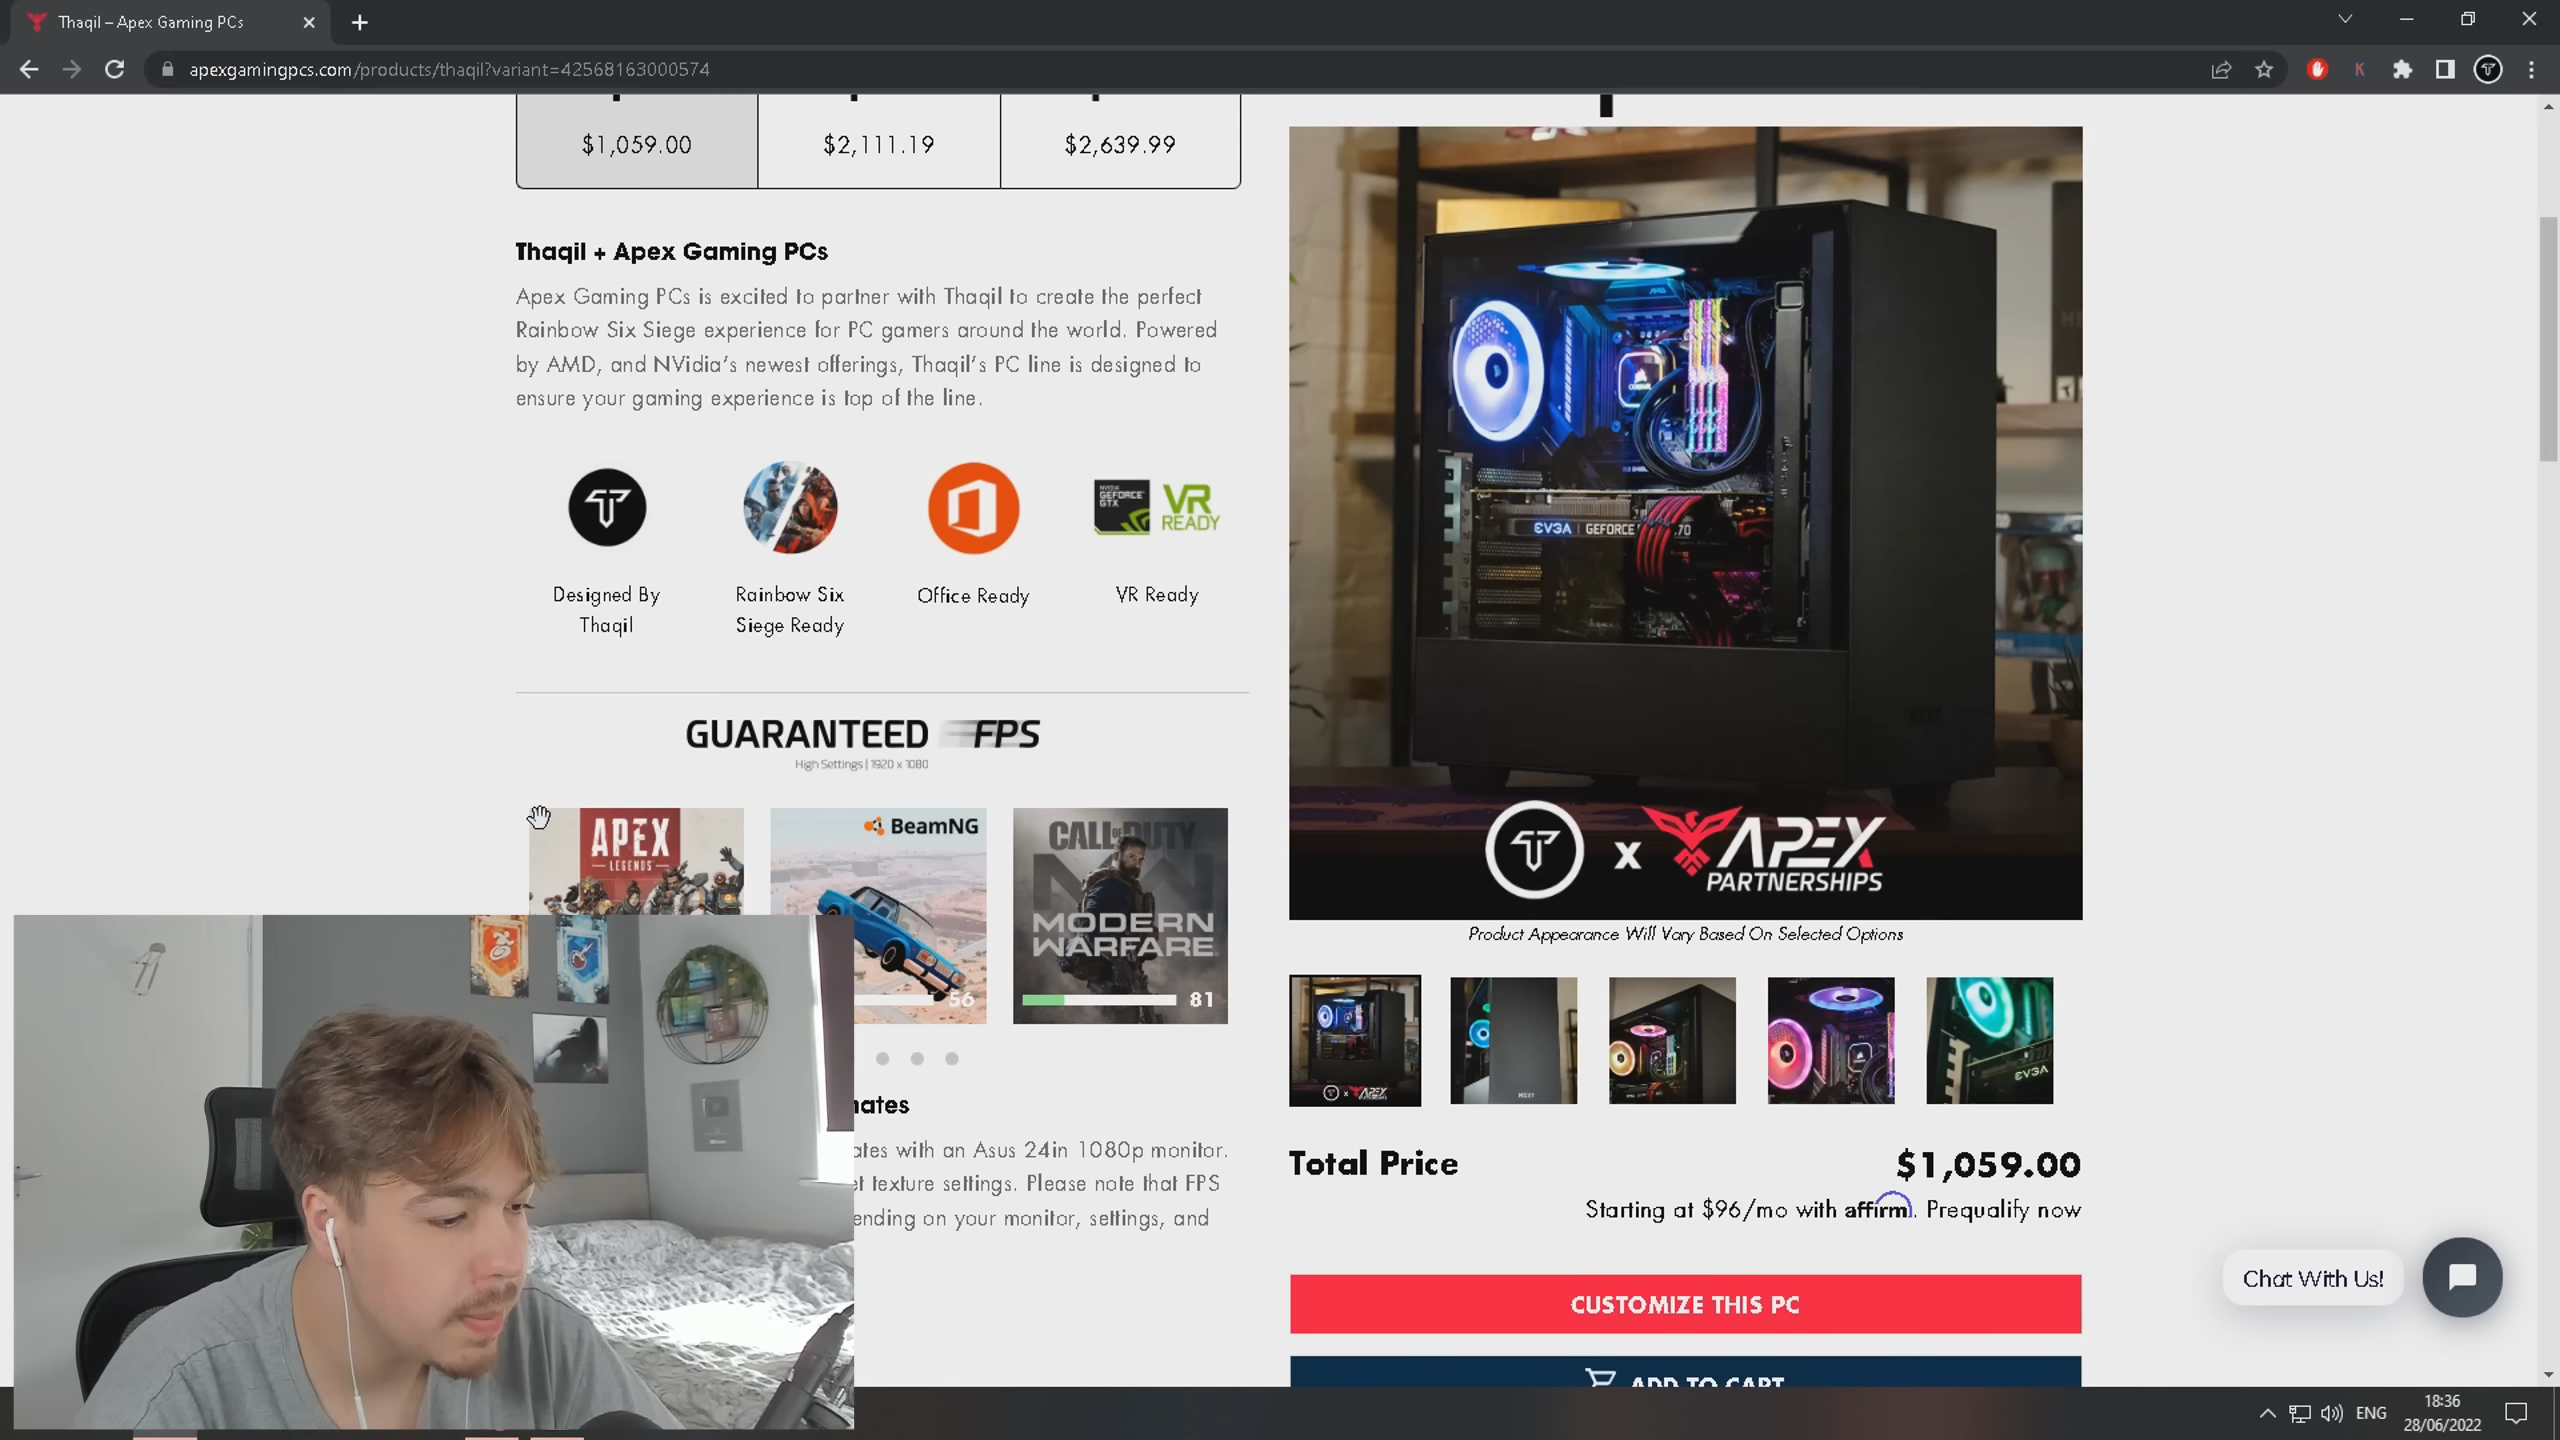 Thaqil – Apex Gaming PCs
apexgamingpcs.com/products/thaqil?variant=42568163000574
$1,059.00
$2,111.19
$2,639.99
Thaqil + Apex Gaming PCs
Apex Gaming PCs is excited to partner with Thaqil to create the perfect
Rainbow Six Siege experience for PC gamers around the world. Powered
by AMD, and NVidia's newest offerings, Thaqil's PC line is designed to
ensure your gaming experience is top of the line.
NVIDIA
GEFORCE
GTX
VR
READY
Designed By
Thaqil
Rainbow Six
Siege Ready
Office Ready
VR Ready
GUARANTEED FPS
High Settings | 1920 x 1080
APEX
LEGENDS
BeamNG
56
CALL OF DUTY
MW
MODERN
WARFARE
81
ates with an Asus 24in 1080p monitor.
texture settings. Please note that FPS
ending on your monitor, settings, and
EVGA GEFORCE 70
NZXT
X APEX
PARTNERSHIPS
Product Appearance Will Vary Based On Selected Options
X APEX
NZXT
EVGA
Total Price
$1,059.00
Starting at $96/mo with affirm. Prequalify now
CUSTOMIZE THIS PC
ADD TO CART
Chat With Us!
ENG
18:36
28/06/2022